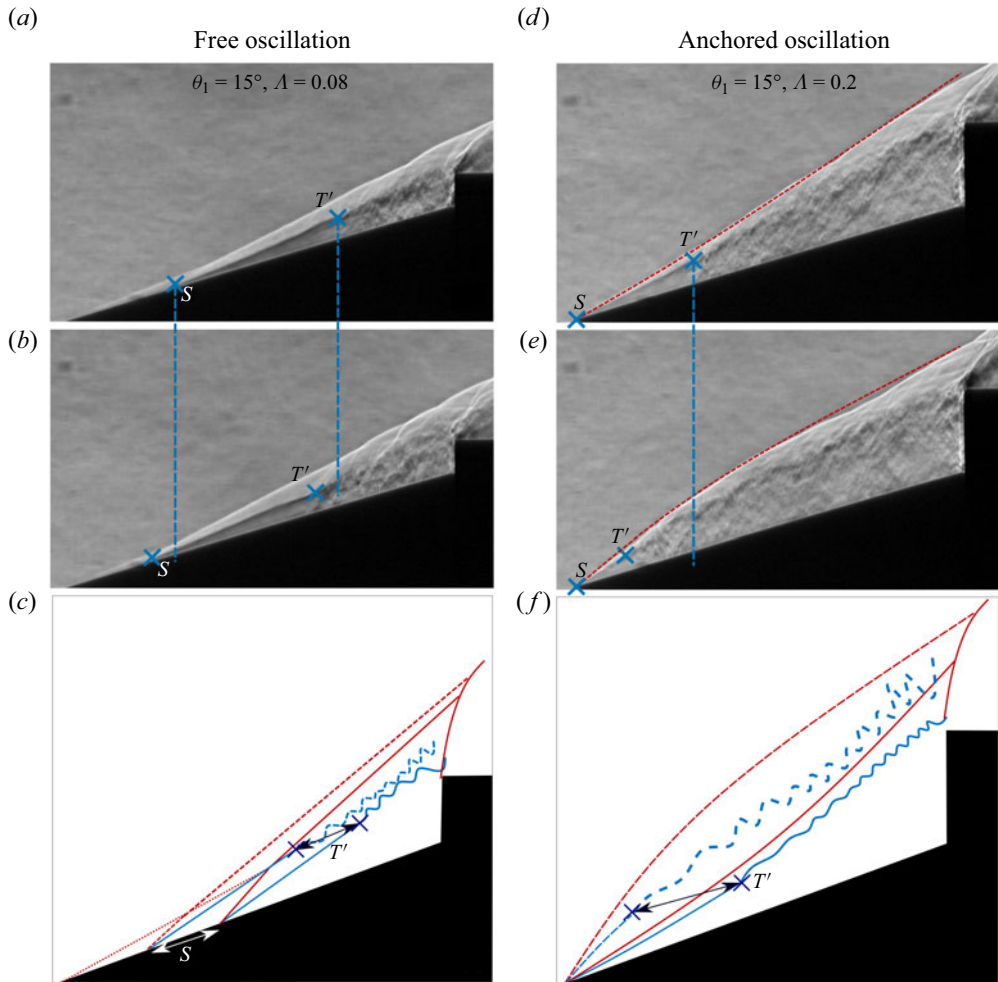 (a)
Free oscillation
θ₁ = 15°, Λ = 0.08
T′
S
(b)
T′
S
(c)
T′
S
(d)
Anchored oscillation
θ₁ = 15°, Λ = 0.2
T′
S
(e)
T′
S
(f)
T′